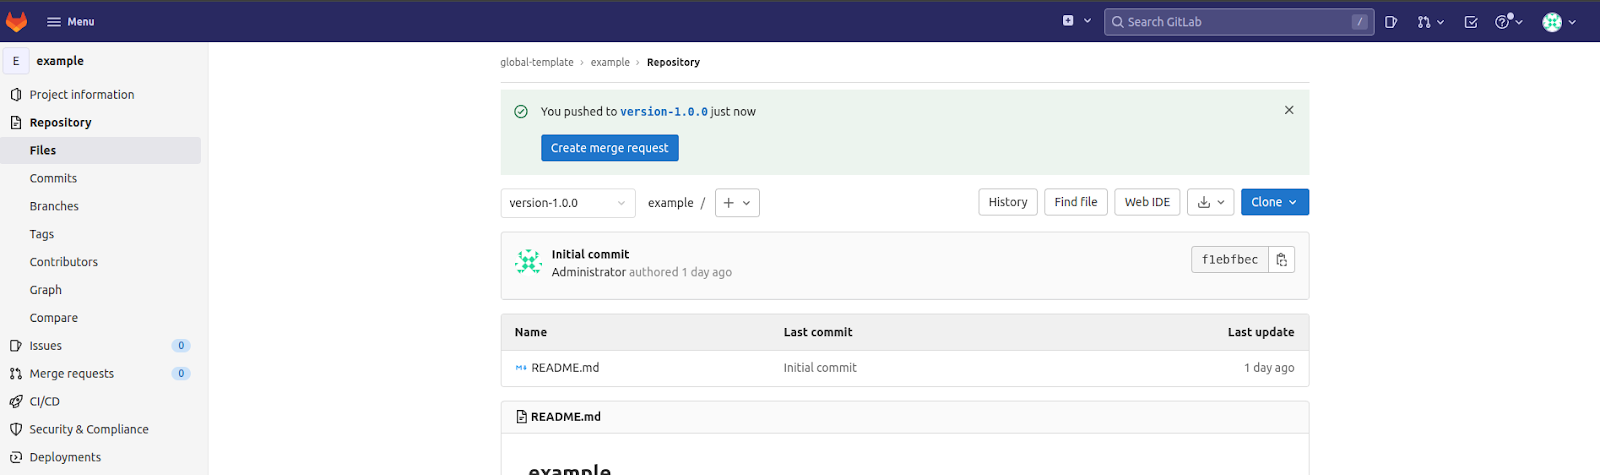 Menu
Search GitLab /
E example
Project information
Repository
Files
Commits
Branches
Tags
Contributors
Graph
Compare
Issues 0
Merge requests 0
CI/CD
Security & Compliance
Deployments
global-template › example › Repository
You pushed to version-1.0.0 just now
Create merge request
version-1.0.0 example / +
History Find file Web IDE Clone
Initial commit
Administrator authored 1 day ago
f1ebfbec
Name Last commit Last update
README.md Initial commit 1 day ago
README.md
example